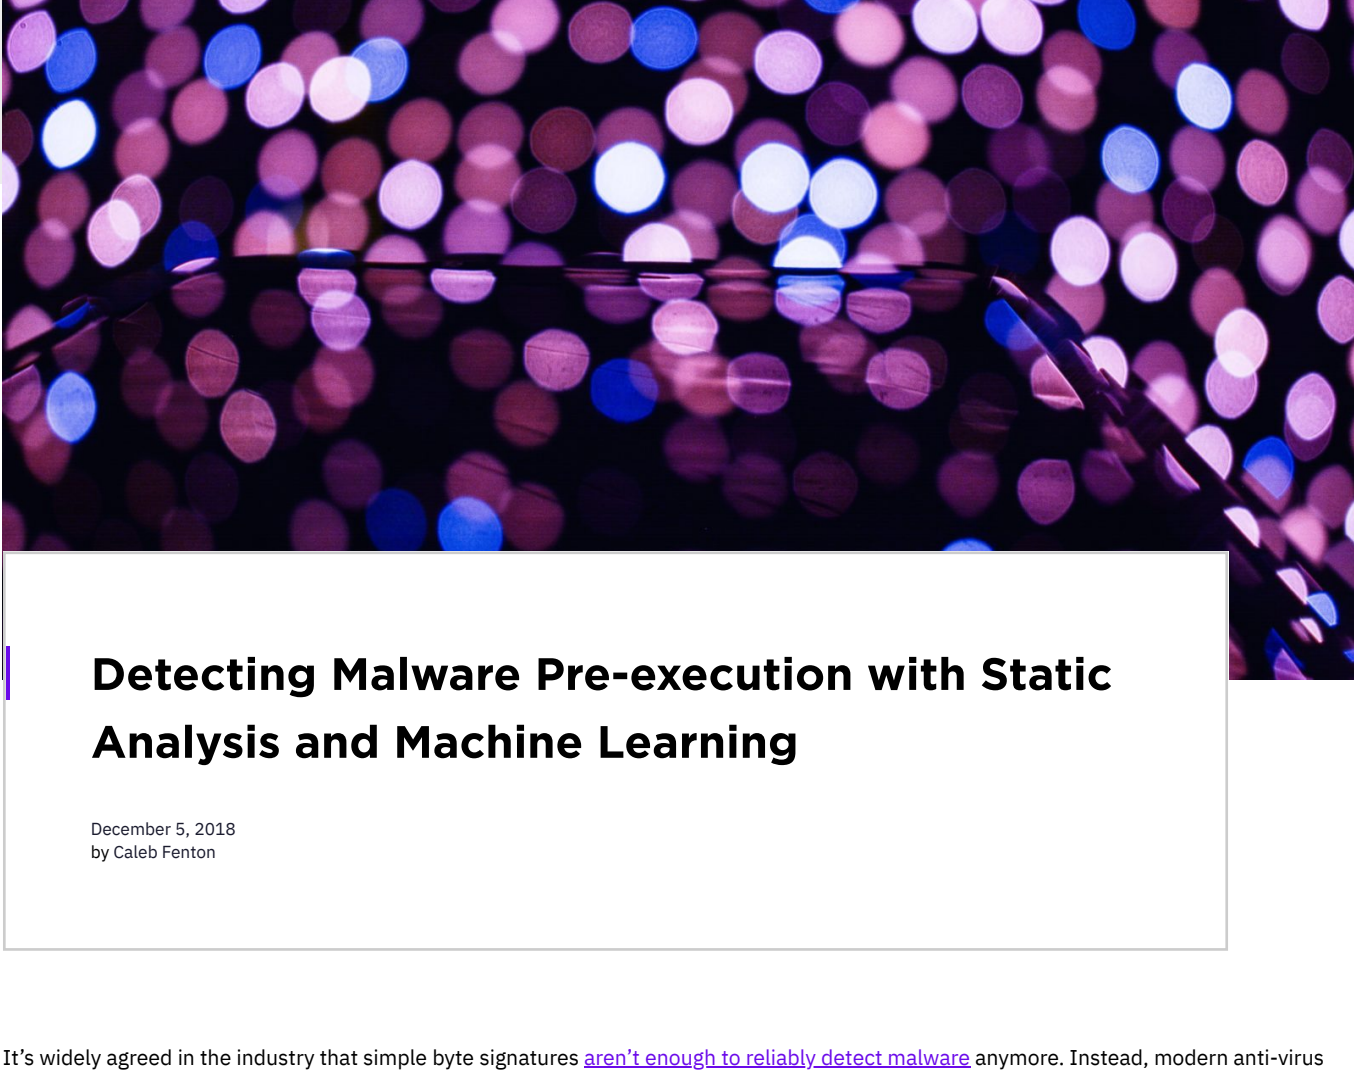 Detecting Malware Pre-execution with Static
Analysis and Machine Learning
December 5, 2018
by Caleb Fenton
It’s widely agreed in the industry that simple byte signatures aren’t enough to reliably detect malware anymore. Instead, modern anti-virus